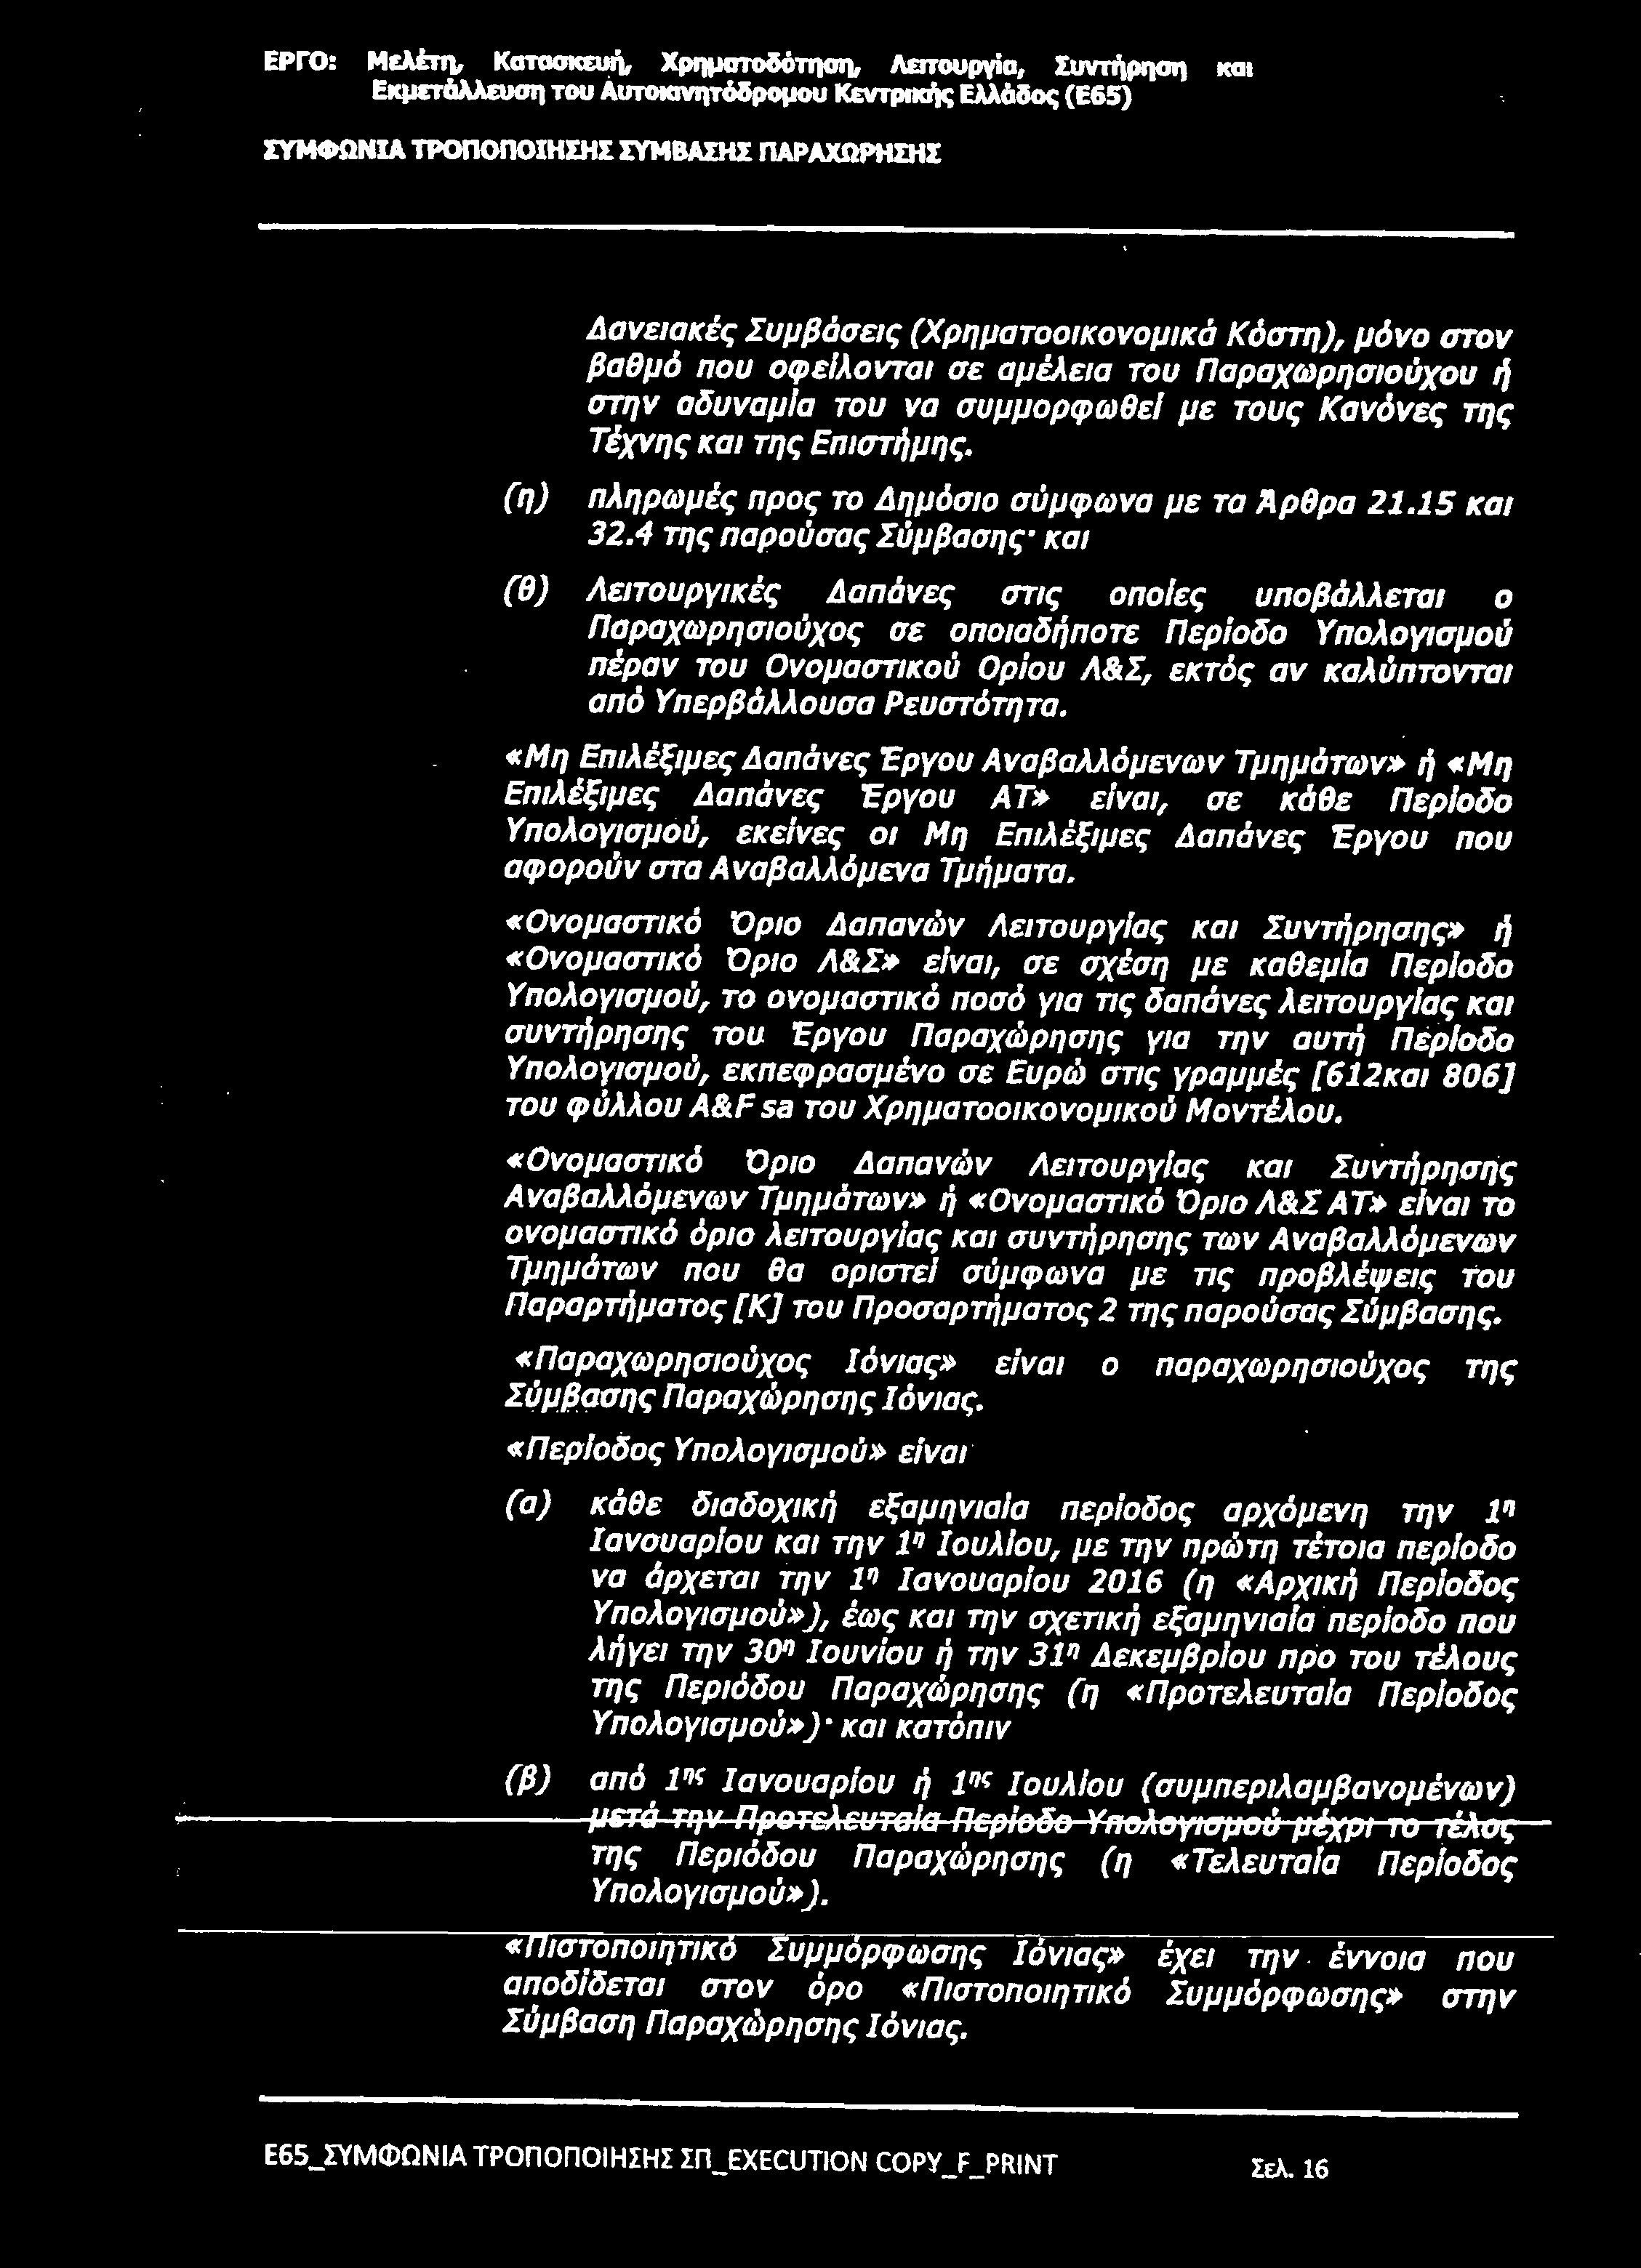 ΕΡΓΟ: Μελέτη, Κατασκευή, Χρηματοδότηση, Λειτουργία, Συντήρηση και
Εκμετάλλευση του Αυτοκινητόδρομου Κεντρικής Ελλάδος (Ε65)
ΣΥΜΦΩΝΙΑ ΤΡΟΠΟΠΟΙΗΣΗΣ ΣΥΜΒΑΣΗΣ ΠΑΡΑΧΩΡΗΣΗΣ
Δανειακές Συμβάσεις (Χρηματοοικονομικά Κόστη), μόνο στον
βαθμό που οφείλονται σε αμέλεια του Παραχωρησιούχου ή
στην αδυναμία του να συμμορφωθεί με τους Κανόνες της
Τέχνης και της Επιστήμης.
(η) πληρωμές προς το Δημόσιο σύμφωνα με τα Άρθρα 21.15 και
32.4 της παρούσας Σύμβασης· και
(θ) Λειτουργικές Δαπάνες στις οποίες υποβάλλεται ο
Παραχωρησιούχος σε οποιαδήποτε Περίοδο Υπολογισμού
πέραν του Ονομαστικού Ορίου Λ&Σ, εκτός αν καλύπτονται
από Υπερβάλλουσα Ρευστότητα.
«Μη Επιλέξιμες Δαπάνες Έργου Αναβαλλόμενων Τμημάτων» ή «Μη
Επιλέξιμες Δαπάνες Έργου ΑΤ» είναι, σε κάθε Περίοδο
Υπολογισμού, εκείνες οι Μη Επιλέξιμες Δαπάνες Έργου που
αφορούν στα Αναβαλλόμενα Τμήματα.
«Ονομαστικό Όριο Δαπανών Λειτουργίας και Συντήρησης» ή
«Ονομαστικό Όριο Λ&Σ» είναι, σε σχέση με καθεμία Περίοδο
Υπολογισμού, το ονομαστικό ποσό για τις δαπάνες λειτουργίας και
συντήρησης του Έργου Παραχώρησης για την αυτή Περίοδο
Υπολογισμού, εκπεφρασμένο σε Ευρώ στις γραμμές [612και 806]
του φύλλου A&F sa του Χρηματοοικονομικού Μοντέλου.
«Ονομαστικό Όριο Δαπανών Λειτουργίας και Συντήρησης
Αναβαλλόμενων Τμημάτων» ή «Ονομαστικό Όριο Λ&Σ ΑΤ» είναι το
ονομαστικό όριο λειτουργίας και συντήρησης των Αναβαλλόμενων
Τμημάτων που θα οριστεί σύμφωνα με τις προβλέψεις του
Παραρτήματος [Κ] του Προσαρτήματος 2 της παρούσας Σύμβασης.
«Παραχωρησιούχος Ιόνιας» είναι ο παραχωρησιούχος της
Σύμβασης Παραχώρησης Ιόνιας.
«Περίοδος Υπολογισμού» είναι
(α) κάθε διαδοχική εξαμηνιαία περίοδος αρχόμενη την 1η
Ιανουαρίου και την 1η Ιουλίου, με την πρώτη τέτοια περίοδο
να άρχεται την 1η Ιανουαρίου 2016 (η «Αρχική Περίοδος
Υπολογισμού»), έως και την σχετική εξαμηνιαία περίοδο που
λήγει την 30η Ιουνίου ή την 31η Δεκεμβρίου προ του τέλους
της Περιόδου Παραχώρησης (η «Προτελευταία Περίοδος
Υπολογισμού»)· και κατόπιν
(β) από 1ης Ιανουαρίου ή 1ης Ιουλίου (συμπεριλαμβανομένων)
μετά την Προτελευταία Περίοδο Υπολογισμού μέχρι το τέλος
της Περιόδου Παραχώρησης (η «Τελευταία Περίοδος
Υπολογισμού»).
«Πιστοποιητικό Συμμόρφωσης Ιόνιας» έχει την έννοια που
αποδίδεται στον όρο «Πιστοποιητικό Συμμόρφωσης» στην
Σύμβαση Παραχώρησης Ιόνιας.
E65_ΣΥΜΦΩΝΙΑ ΤΡΟΠΟΠΟΙΗΣΗΣ ΣΠ_EXECUTION COPY_F_PRINT Σελ. 16